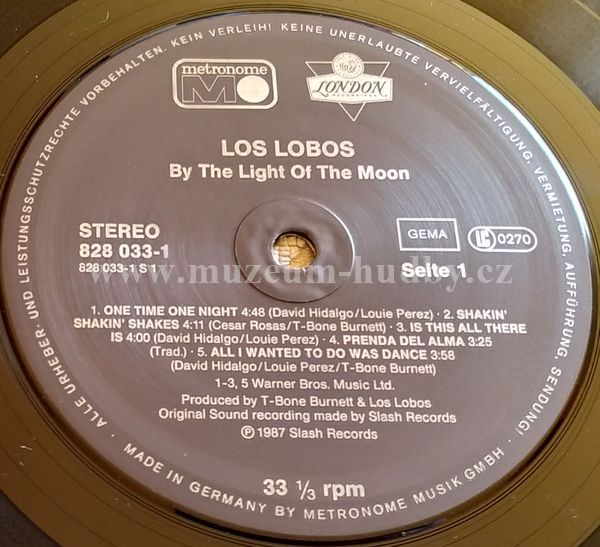 ALLE URHEBER- UND LEISTUNGSSCHUTZRECHTE VORBEHALTEN. KEIN VERLEIH! KEINE UNERLAUBTE VERVIELFÄLTIGUNG, VERMIETUNG, AUFFÜHRUNG, SENDUNG!
metronome
LONDON
LOS LOBOS
By The Light Of The Moon
STEREO
828 033-1
828 033-1 S 1
GEMA
LC 0270
Seite 1
www.muzeum-hudby.cz
1. ONE TIME ONE NIGHT 4:48 (David Hidalgo/Louie Perez) · 2. SHAKIN'
SHAKIN' SHAKES 4:11 (Cesar Rosas/T-Bone Burnett) · 3. IS THIS ALL THERE
IS 4:00 (David Hidalgo/Louie Perez) · 4. PRENDA DEL ALMA 3:25
(Trad.) · 5. ALL I WANTED TO DO WAS DANCE 3:58
(David Hidalgo/Louie Perez/T-Bone Burnett)
1-3, 5 Warner Bros. Music Ltd.
Produced by T-Bone Burnett & Los Lobos
Original Sound recording made by Slash Records
℗ 1987 Slash Records
33 1/3 rpm
· MADE IN GERMANY BY METRONOME MUSIK GMBH ·